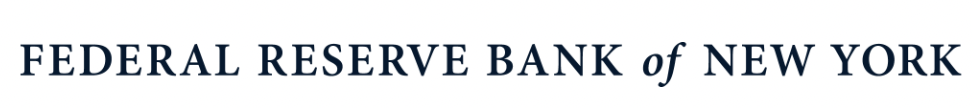 FEDERAL RESERVE BANK of NEW YORK